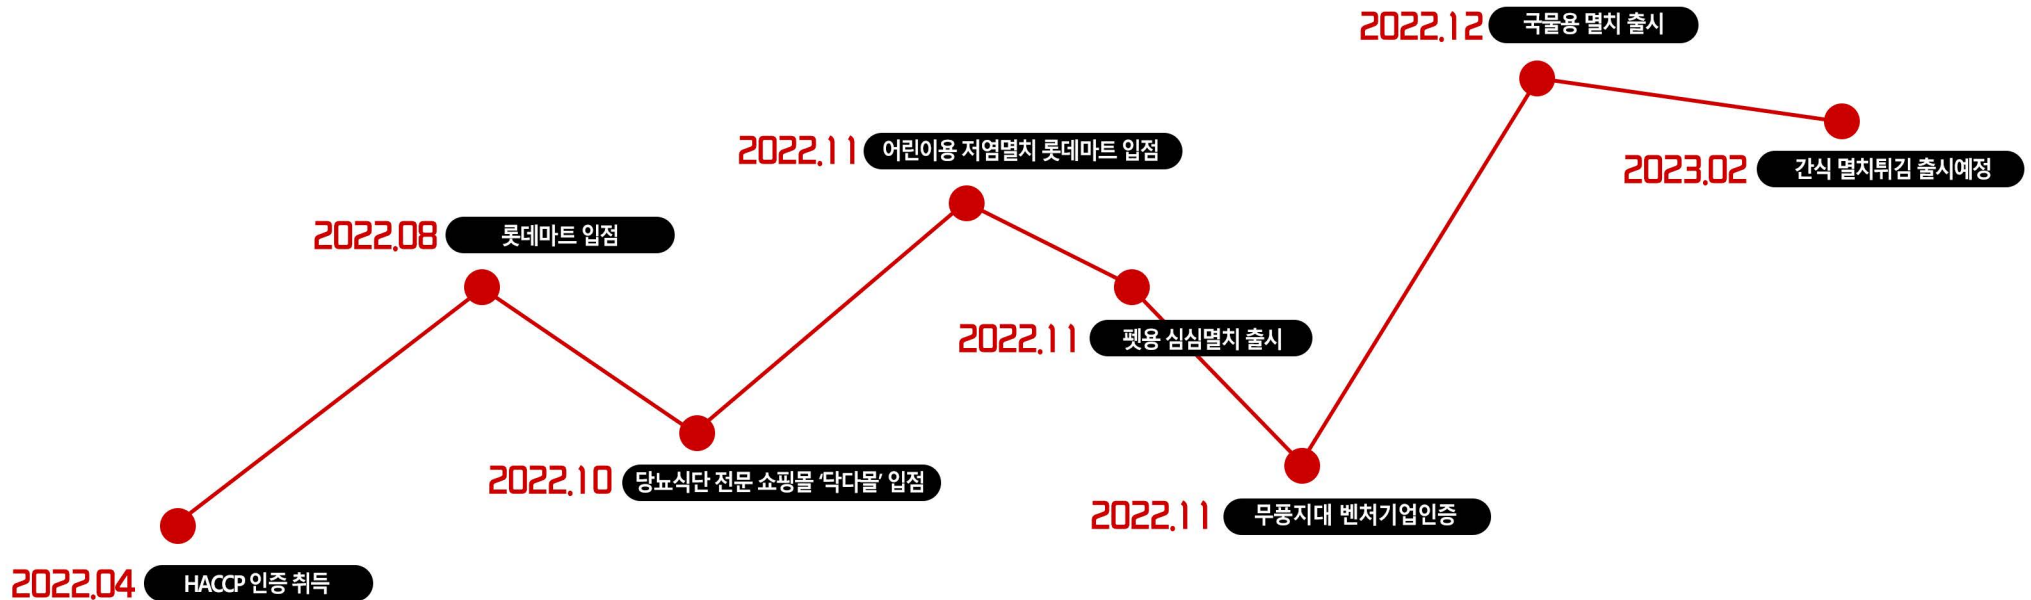 2022.04 HACCP 인증 취득
2022.08 롯데마트 입점
2022.10 당뇨식단 전문 쇼핑몰 ‘닥다몰’ 입점
2022.11 어린이용 저염멸치 롯데마트 입점
2022.11 펫용 심심멸치 출시
2022.11 무풍지대 벤처기업인증
2022.12 국물용 멸치 출시
2023.02 간식 멸치튀김 출시예정